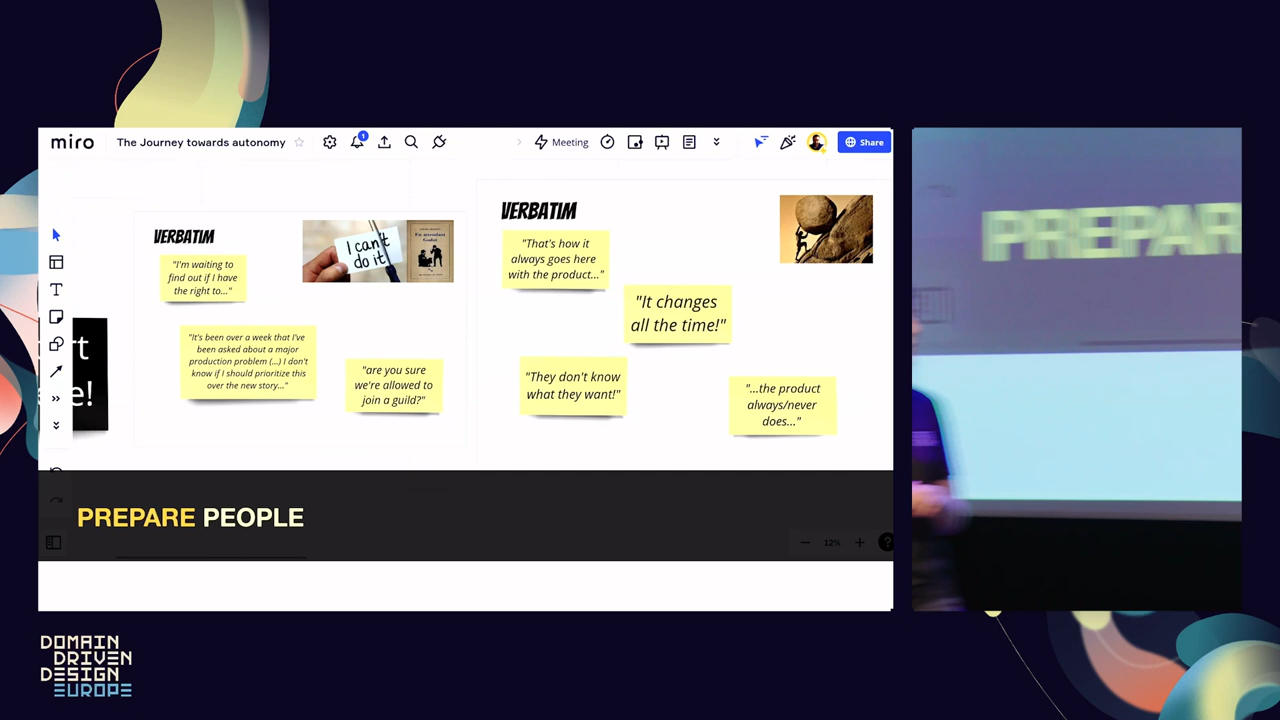 miro
The Journey towards autonomy
1
Meeting
Share
VERBATIM
"I'm waiting to
find out if I have
the right to..."
I can't
do it
"It's been over a week that I've
been asked about a major
production problem (...) I don't
know if I should prioritize this
over the new story..."
"are you sure
we're allowed to
join a guild?"
VERBATIM
"That's how it
always goes here
with the product..."
"It changes
all the time!"
"They don't know
what they want!"
"...the product
always/never
does..."
rt
e!
PREPARE PEOPLE
12%
PREPAR
DOMAIN
DRIVEN
DESIGN
EUROPE